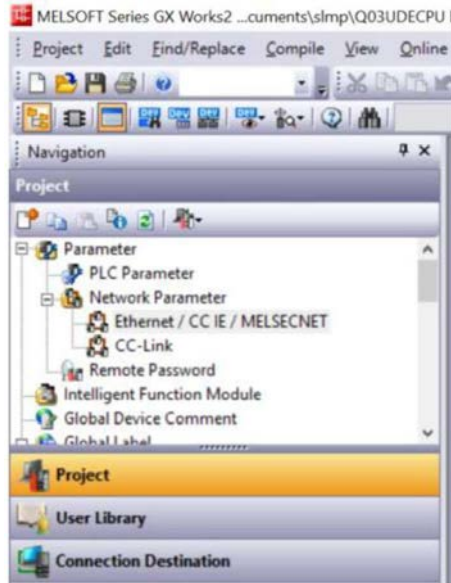 MELSOFT Series GX Works2 ...cuments\slmp\Q03UDECPU
Project Edit Find/Replace Compile View Online
Navigation
Project
Parameter
PLC Parameter
Network Parameter
Ethernet / CC IE / MELSECNET
CC-Link
Remote Password
Intelligent Function Module
Global Device Comment
Global Label
Project
User Library
Connection Destination